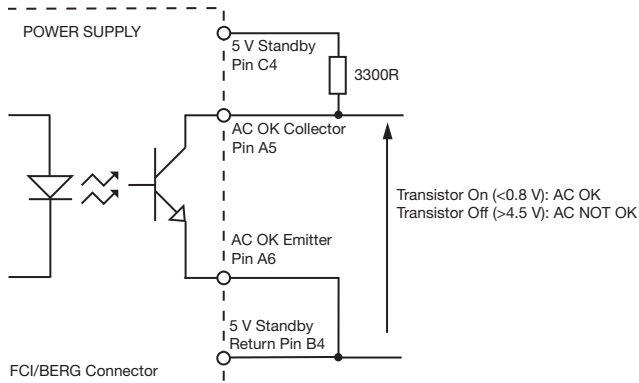 POWER SUPPLY
5 V Standby
Pin C4
3300R
AC OK Collector
Pin A5
Transistor On (<0.8 V): AC OK
Transistor Off (>4.5 V): AC NOT OK
AC OK Emitter
Pin A6
5 V Standby
Return Pin B4
FCI/BERG Connector